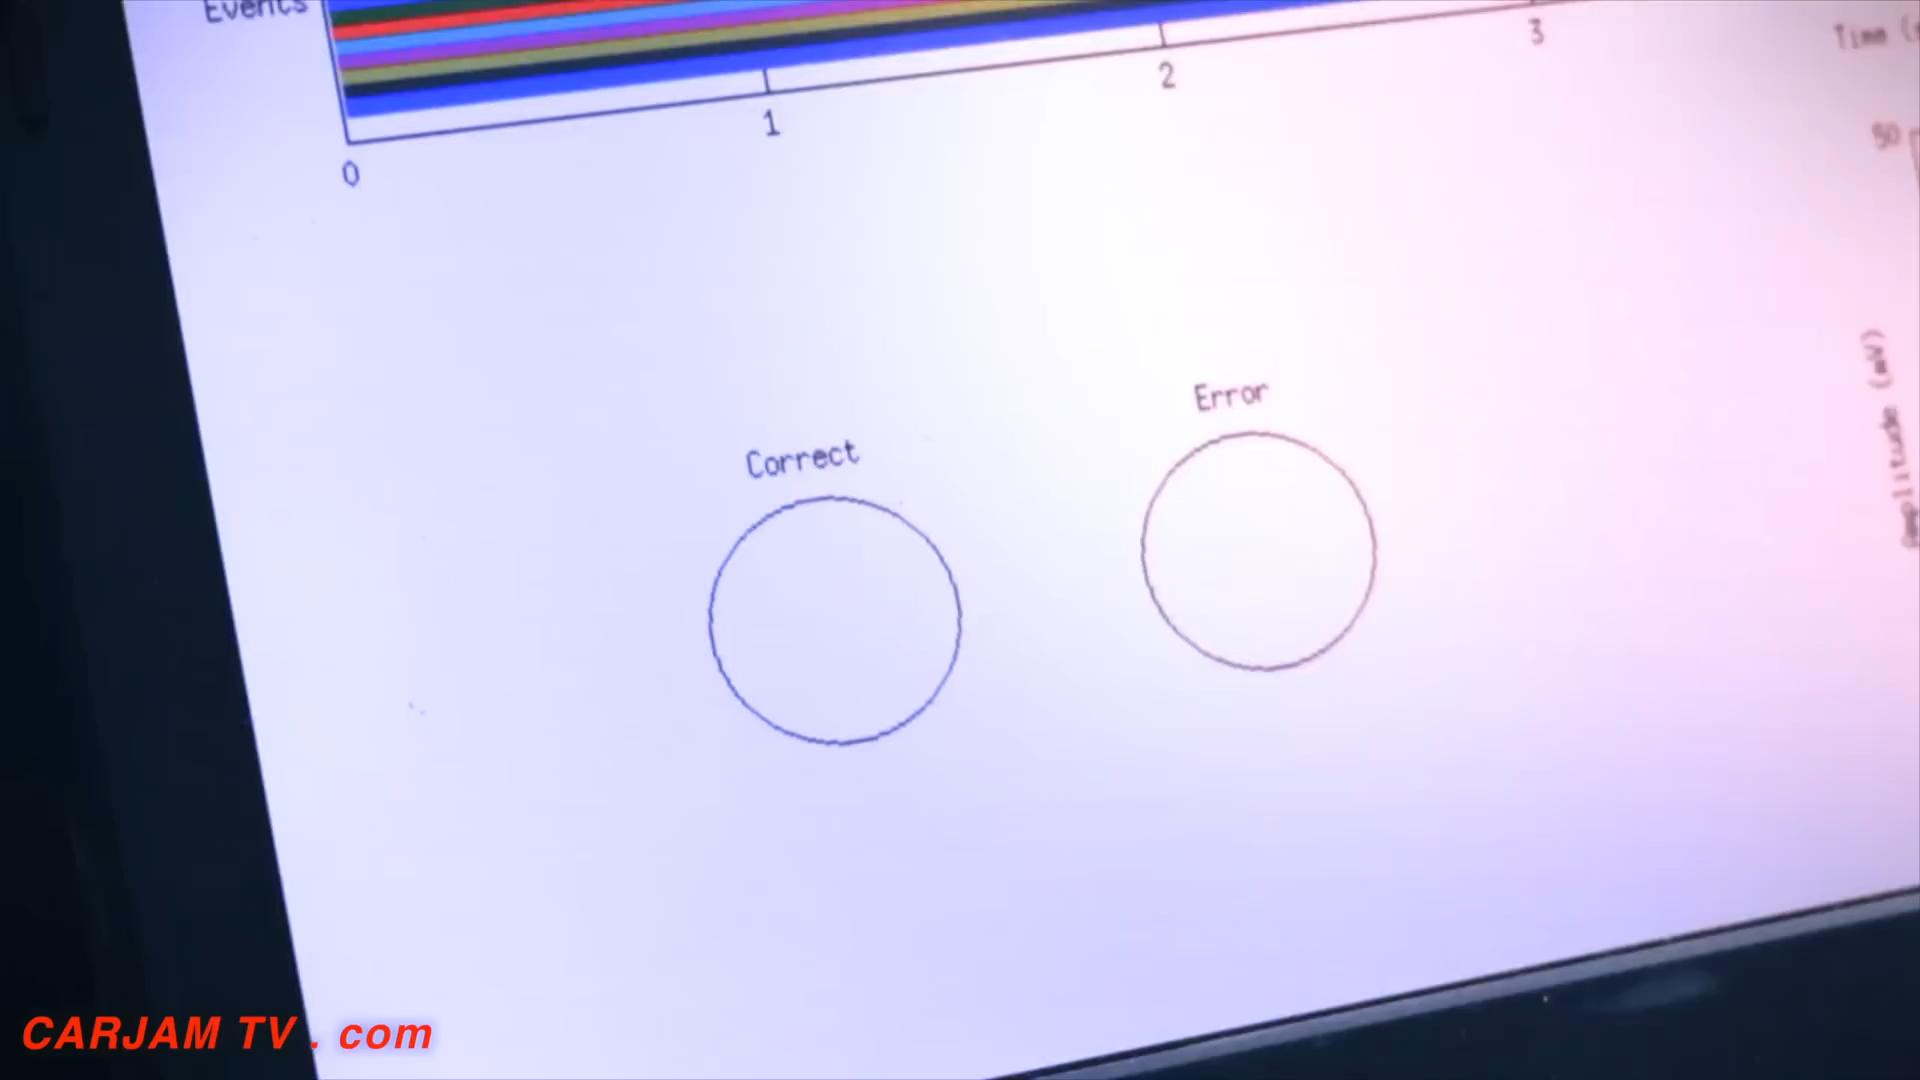 Events
0
1
2
3
Time
50
Amplitude (mV)
Correct
Error
CARJAM TV . com